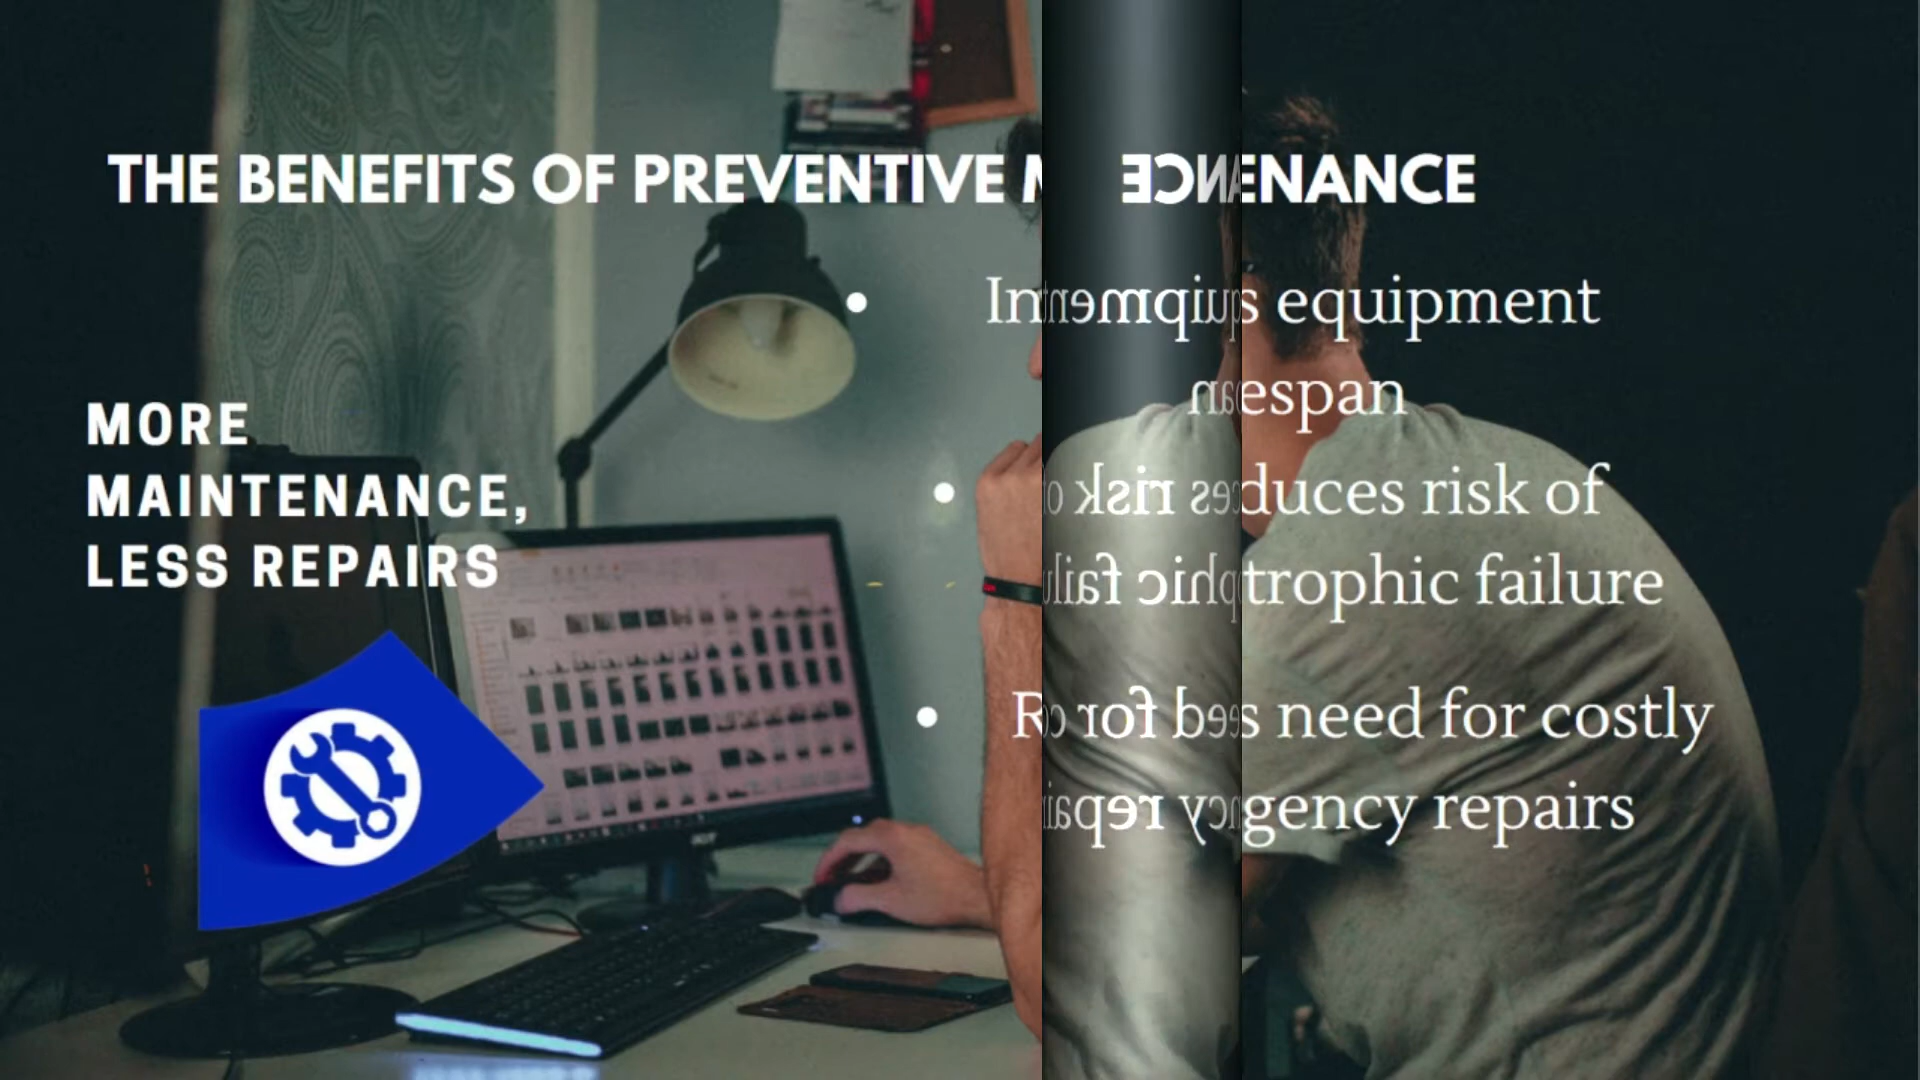 THE BENEFITS OF PREVENTIVE M ENANCE
MORE
MAINTENANCE,
LESS REPAIRS
In s equipment
espan
duces risk of
trophic failure
R s need for costly
gency repairs